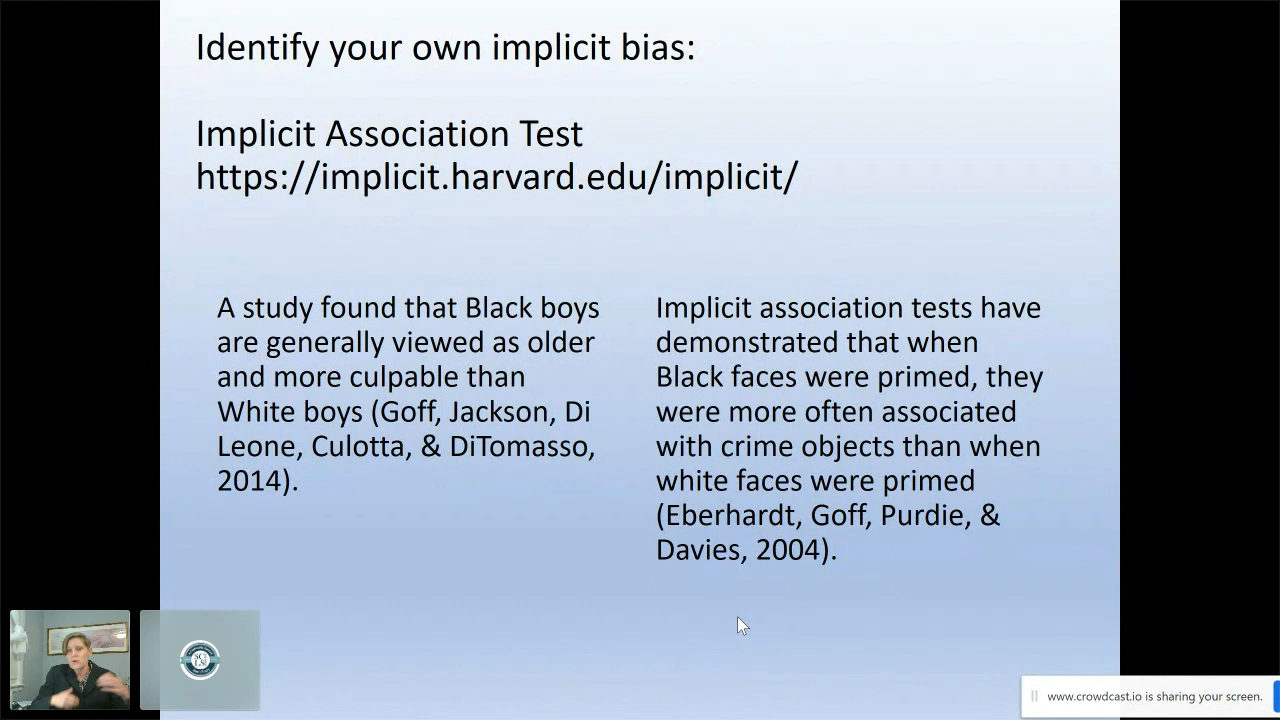 Identify your own implicit bias:
Implicit Association Test
https://implicit.harvard.edu/implicit/
A study found that Black boys
are generally viewed as older
and more culpable than
White boys (Goff, Jackson, Di
Leone, Culotta, & DiTomasso,
2014).
Implicit association tests have
demonstrated that when
Black faces were primed, they
were more often associated
with crime objects than when
white faces were primed
(Eberhardt, Goff, Purdie, &
Davies, 2004).
www.crowdcast.io is sharing your screen.